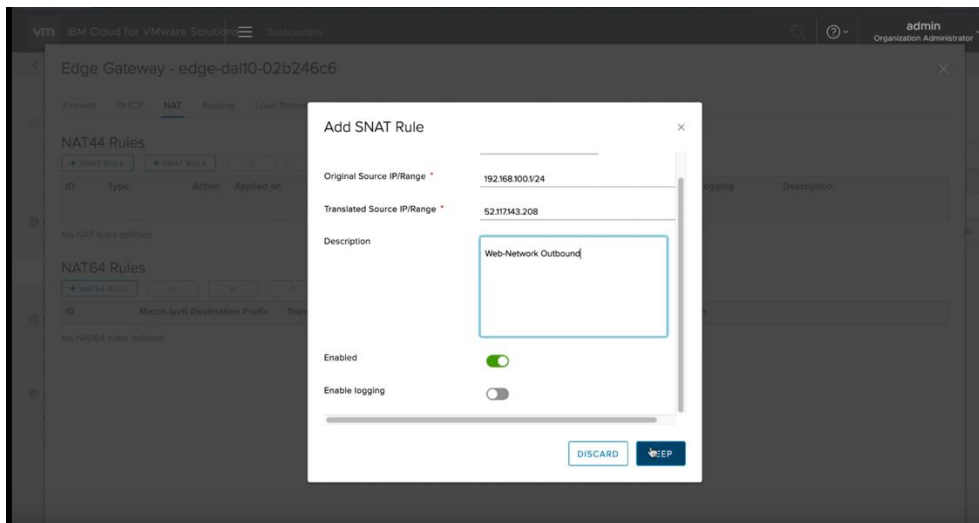 vm IBM Cloud for VMware Solutions Datacenters
admin
Organization Administrator
Edge Gateway - edge-dal10-02b246c6
Firewall DHCP NAT Routing Load Balancer
NAT44 Rules
+ DNAT RULE + SNAT RULE
ID Type Action Applied on Logging Description
No NAT rules defined.
NAT64 Rules
+ NAT64 RULE
ID Match Ipv6 Destination Prefix
No NAT64 rules defined.
Add SNAT Rule
Original Source IP/Range * 192.168.100.1/24
Translated Source IP/Range * 52.117.143.208
Description Web-Network Outbound
Enabled
Enable logging
DISCARD KEEP